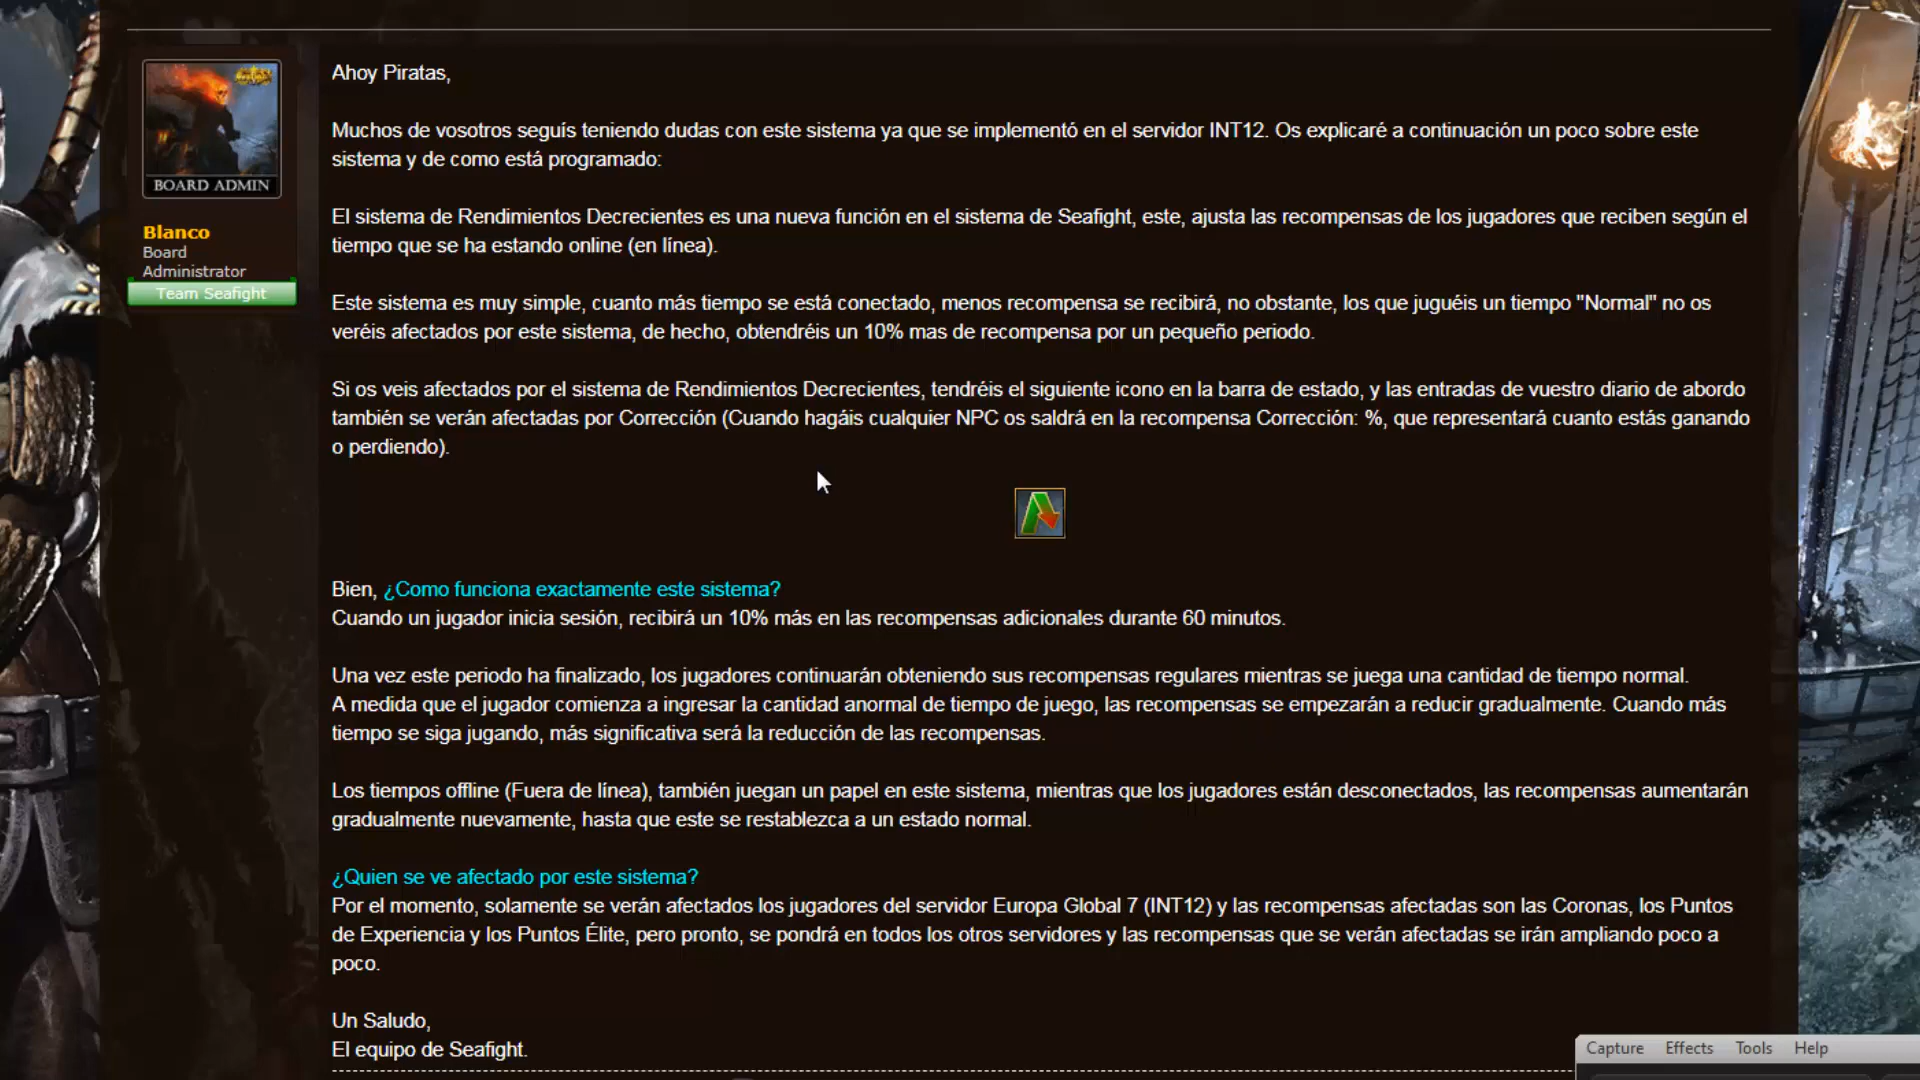 BOARD ADMIN
Blanco
Board
Administrator
Team Seafight
Ahoy Piratas,
Muchos de vosotros seguís teniendo dudas con este sistema ya que se implementó en el servidor INT12. Os explicaré a continuación un poco sobre este
sistema y de como está programado:
El sistema de Rendimientos Decrecientes es una nueva función en el sistema de Seafight, este, ajusta las recompensas de los jugadores que reciben según el
tiempo que se ha estando online (en línea).
Este sistema es muy simple, cuanto más tiempo se está conectado, menos recompensa se recibirá, no obstante, los que juguéis un tiempo "Normal" no os
veréis afectados por este sistema, de hecho, obtendréis un 10% mas de recompensa por un pequeño periodo.
Si os veis afectados por el sistema de Rendimientos Decrecientes, tendréis el siguiente icono en la barra de estado, y las entradas de vuestro diario de abordo
también se verán afectadas por Corrección (Cuando hagáis cualquier NPC os saldrá en la recompensa Corrección: %, que representará cuanto estás ganando
o perdiendo).
Bien, ¿Como funciona exactamente este sistema?
Cuando un jugador inicia sesión, recibirá un 10% más en las recompensas adicionales durante 60 minutos.
Una vez este periodo ha finalizado, los jugadores continuarán obteniendo sus recompensas regulares mientras se juega una cantidad de tiempo normal.
A medida que el jugador comienza a ingresar la cantidad anormal de tiempo de juego, las recompensas se empezarán a reducir gradualmente. Cuando más
tiempo se siga jugando, más significativa será la reducción de las recompensas.
Los tiempos offline (Fuera de línea), también juegan un papel en este sistema, mientras que los jugadores están desconectados, las recompensas aumentarán
gradualmente nuevamente, hasta que este se restablezca a un estado normal.
¿Quien se ve afectado por este sistema?
Por el momento, solamente se verán afectados los jugadores del servidor Europa Global 7 (INT12) y las recompensas afectadas son las Coronas, los Puntos
de Experiencia y los Puntos Élite, pero pronto, se pondrá en todos los otros servidores y las recompensas que se verán afectadas se irán ampliando poco a
poco.
Un Saludo,
El equipo de Seafight.
Capture Effects Tools Help